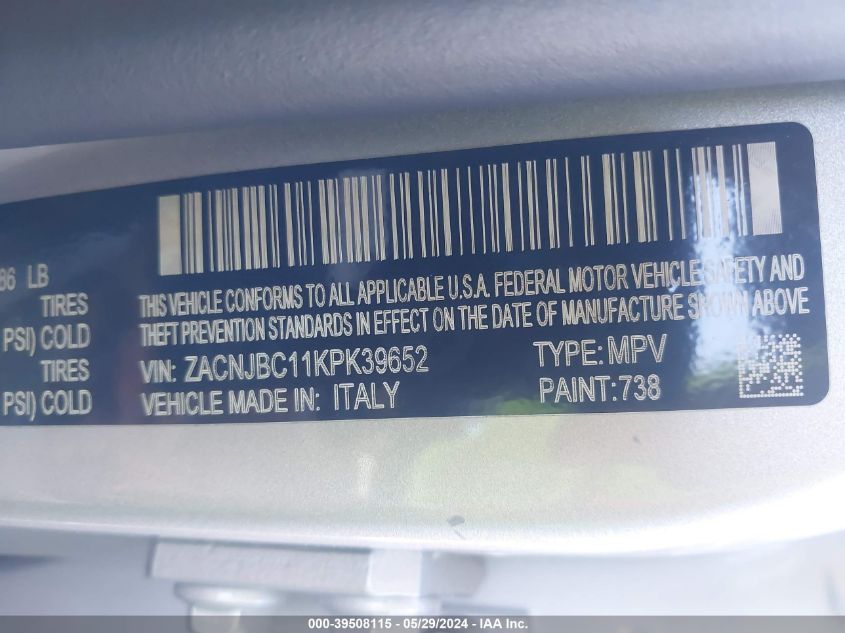 86 LB
TIRES
PSI) COLD
TIRES
PSI) COLD
THIS VEHICLE CONFORMS TO ALL APPLICABLE U.S.A. FEDERAL MOTOR VEHICLE SAFETY AND
THEFT PREVENTION STANDARDS IN EFFECT ON THE DATE OF MANUFACTURE SHOWN ABOVE
VIN: ZACNJBC11KPK39652 TYPE: MPV
VEHICLE MADE IN: ITALY PAINT:738
000-39508115 - 05/29/2024 - IAA Inc.